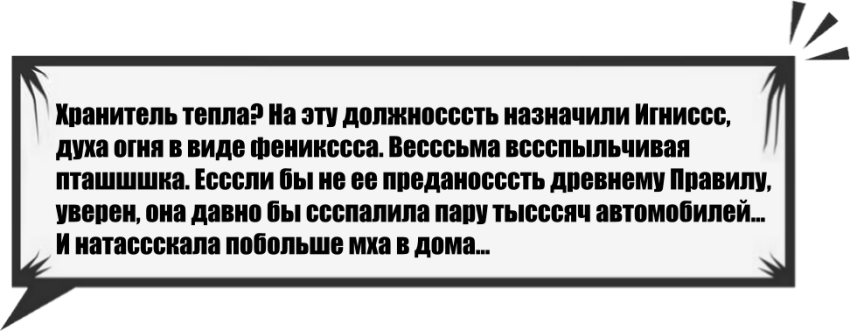 Хранитель тепла? На эту должносссть назначили Игниссс,
духа огня в виде феникссса. Весссьма вссспыльчивая
пташшшка. Есссли бы не ее преданосссть древнему Правилу,
уверен, она давно бы ссспалила пару тысссяч автомобилей...
И натассскала побольше мха в дома...